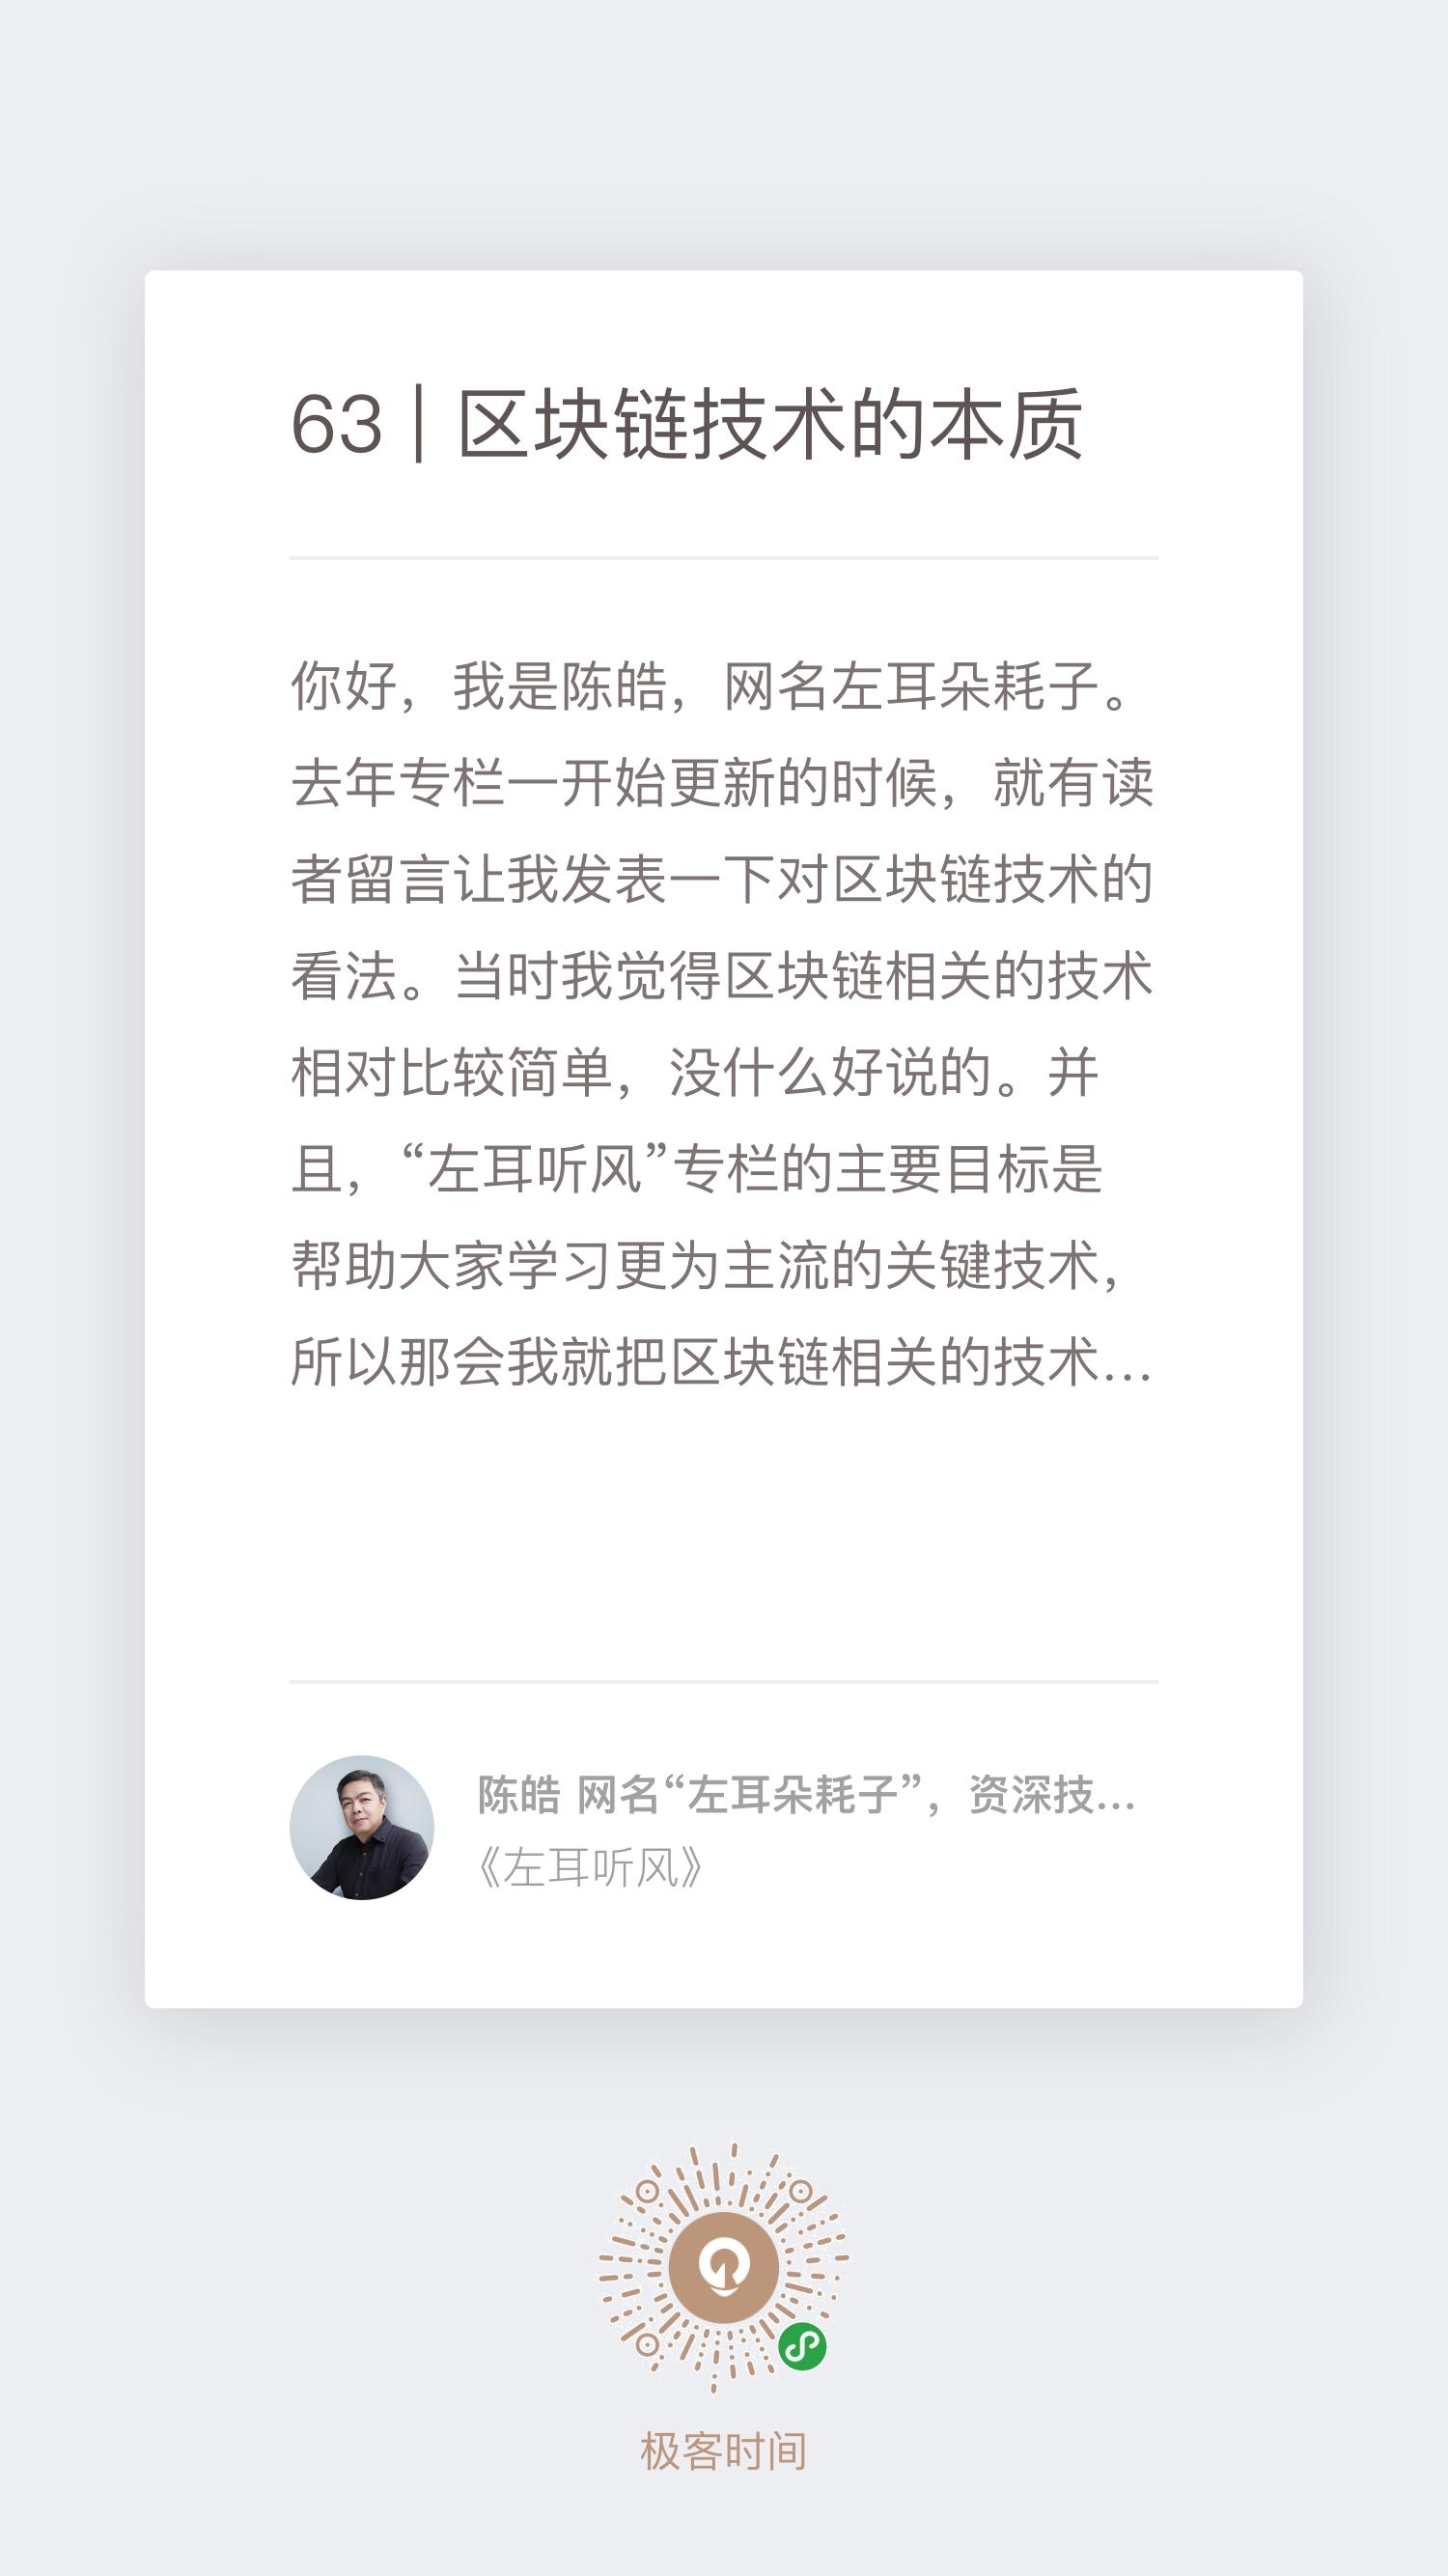 63 | 区块链技术的本质
你好，我是陈皓，网名左耳朵耗子。
去年专栏一开始更新的时候，就有读
者留言让我发表一下对区块链技术的
看法。当时我觉得区块链相关的技术
相对比较简单，没什么好说的。并
且，“左耳听风”专栏的主要目标是
帮助大家学习更为主流的关键技术，
所以那会我就把区块链相关的技术...
陈皓 网名“左耳朵耗子”，资深技...
《左耳听风》
极客时间